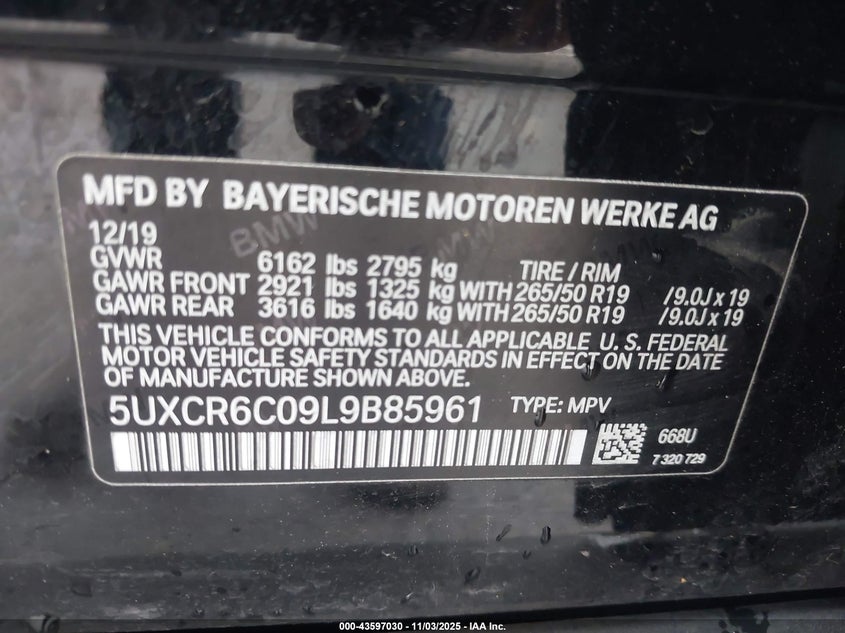 MFD BY BAYERISCHE MOTOREN WERKE AG
12/19
GVWR 6162 lbs 2795 kg TIRE / RIM
GAWR FRONT 2921 lbs 1325 kg WITH 265/50 R19 /9.0J x 19
GAWR REAR 3616 lbs 1640 kg WITH 265/50 R19 /9.0J x 19
THIS VEHICLE CONFORMS TO ALL APPLICABLE U.S. FEDERAL
MOTOR VEHICLE SAFETY STANDARDS IN EFFECT ON THE DATE
OF MANUFACTURE SHOWN ABOVE.
5UXCR6C09L9B85961 TYPE: MPV
668U
7 320 729
BMW
000-43597030 - 11/03/2025 - IAA Inc.